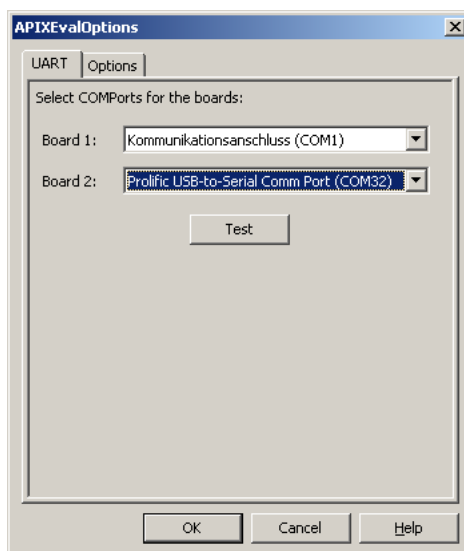 APIXEvalOptions
UART Options
Select COMPorts for the boards:
Board 1: Kommunikationsanschluss (COM1)
Board 2: Prolific USB-to-Serial Comm Port (COM32)
Test
OK Cancel Help